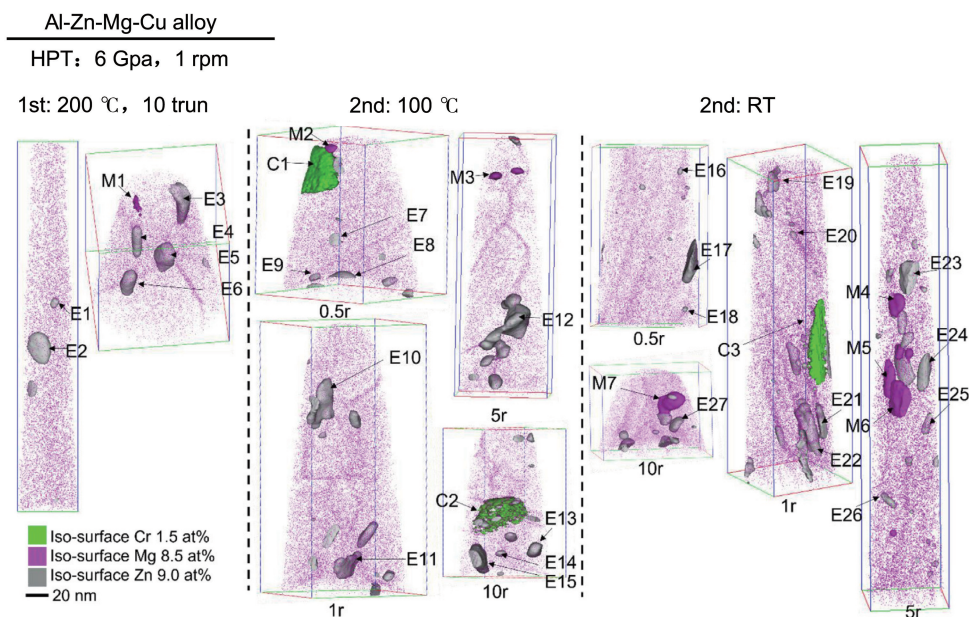 Al-Zn-Mg-Cu alloy
HPT：6 Gpa，1 rpm
1st: 200 ℃，10 trun
2nd: 100 ℃
2nd: RT
M1
E3
E4
E5
E6
E1
E2
M2
C1
E7
E8
E9
0.5r
M3
E12
5r
E10
E11
1r
C2
E13
E14
E15
10r
E16
E17
E18
0.5r
M7
E27
10r
E19
E20
C3
E21
E22
1r
E23
M4
E24
M5
E25
M6
E26
5r
Iso-surface Cr 1.5 at%
Iso-surface Mg 8.5 at%
Iso-surface Zn 9.0 at%
20 nm